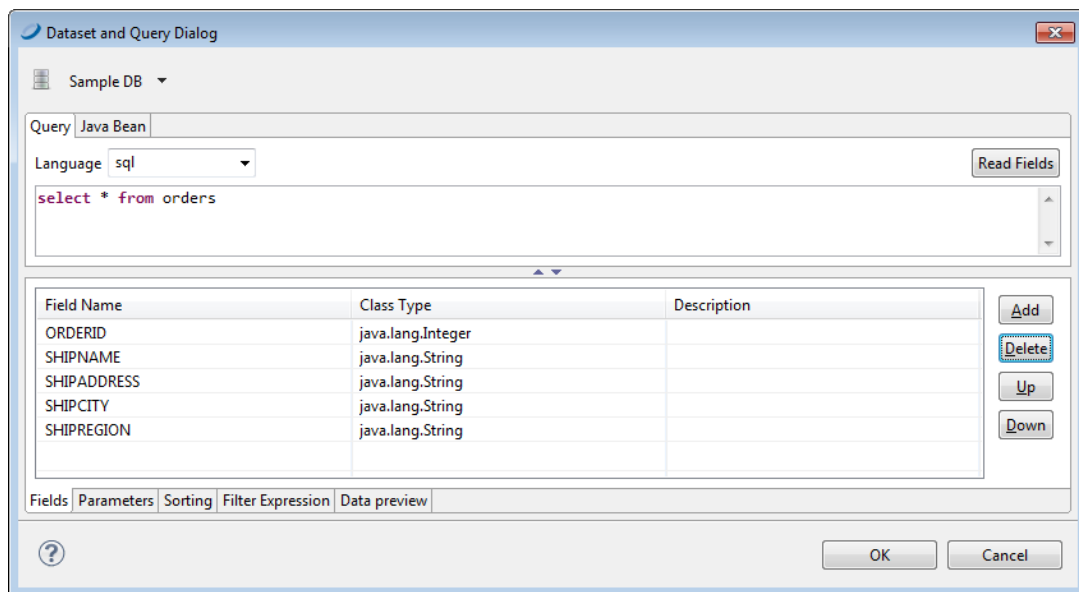 Dataset and Query Dialog
Sample DB
Query Java Bean
Language sql Read Fields
select * from orders
Field Name Class Type Description
ORDERID java.lang.Integer
SHIPNAME java.lang.String
SHIPADDRESS java.lang.String
SHIPCITY java.lang.String
SHIPREGION java.lang.String
Add
Delete
Up
Down
Fields Parameters Sorting Filter Expression Data preview
? OK Cancel